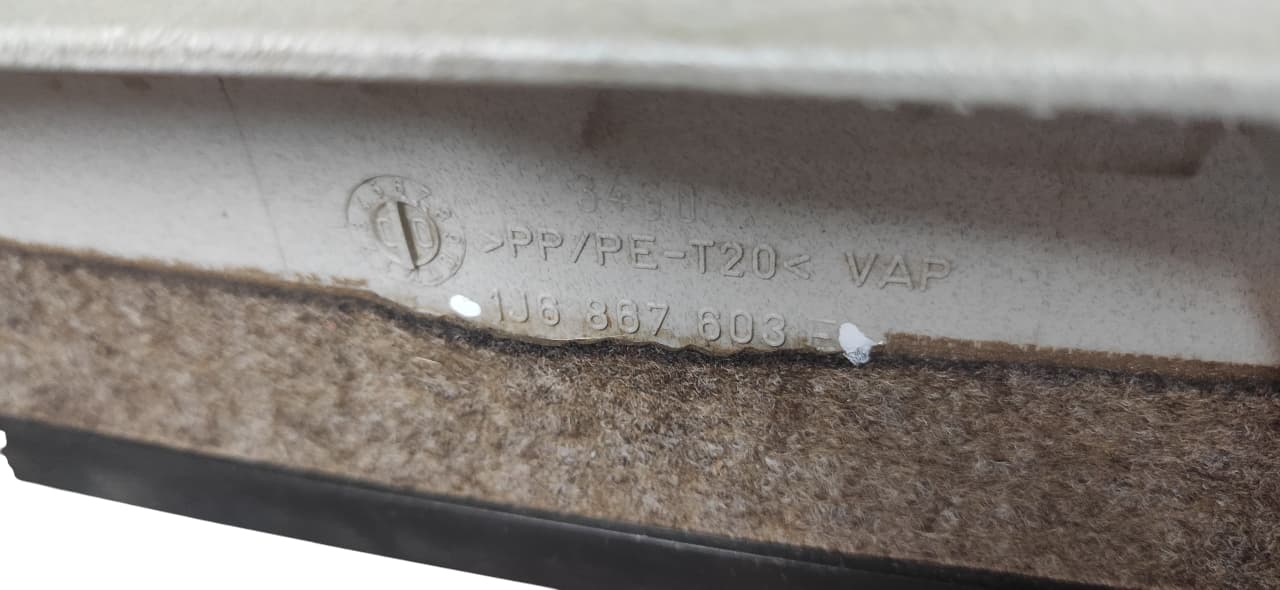 >PP/PE-T20< VAP
1J6 867 603